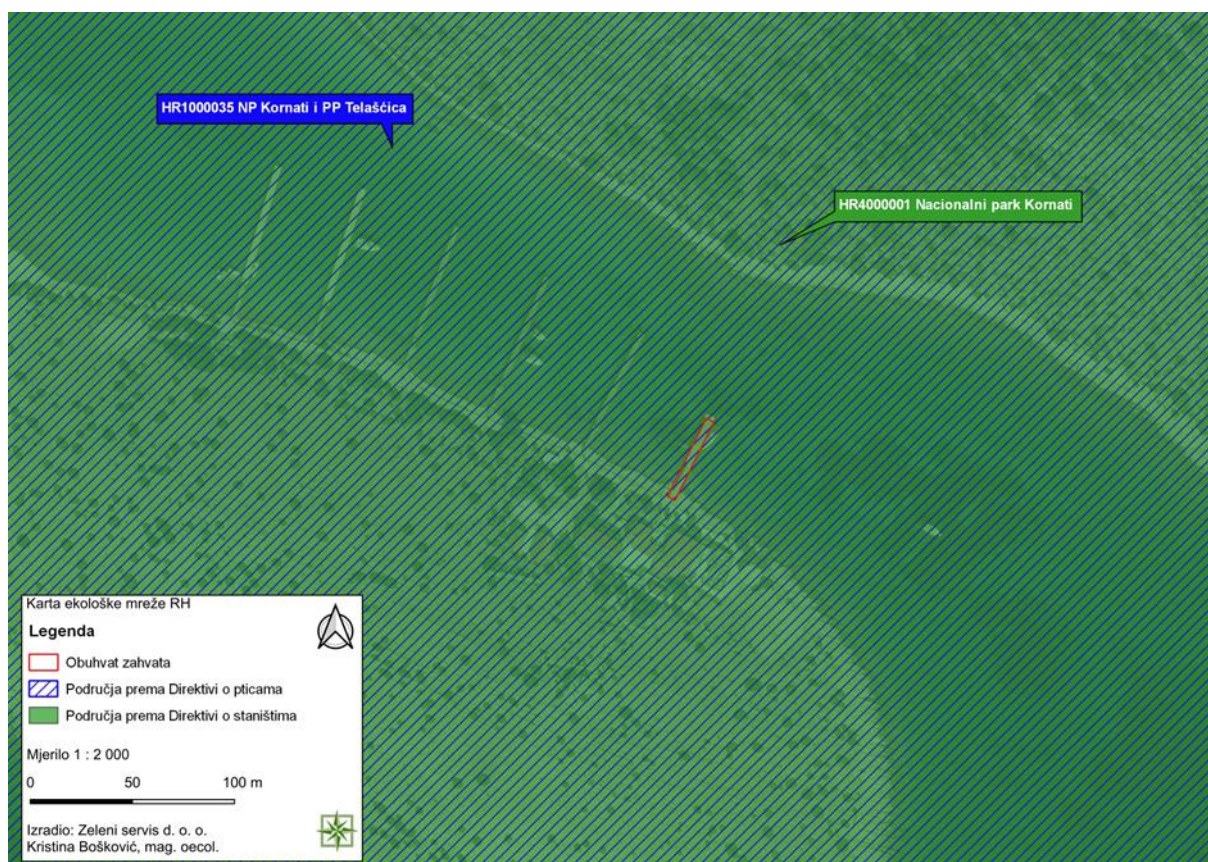 HR1000035 NP Kornati i PP Telašćica
HR4000001 Nacionalni park Kornati
Karta ekološke mreže RH
Legenda
Obuhvat zahvata
Područja prema Direktivi o pticama
Područja prema Direktivi o staništima
Mjerilo 1 : 2 000
0 50 100 m
Izradio: Zeleni servis d. o. o.
Kristina Bošković, mag. oecol.